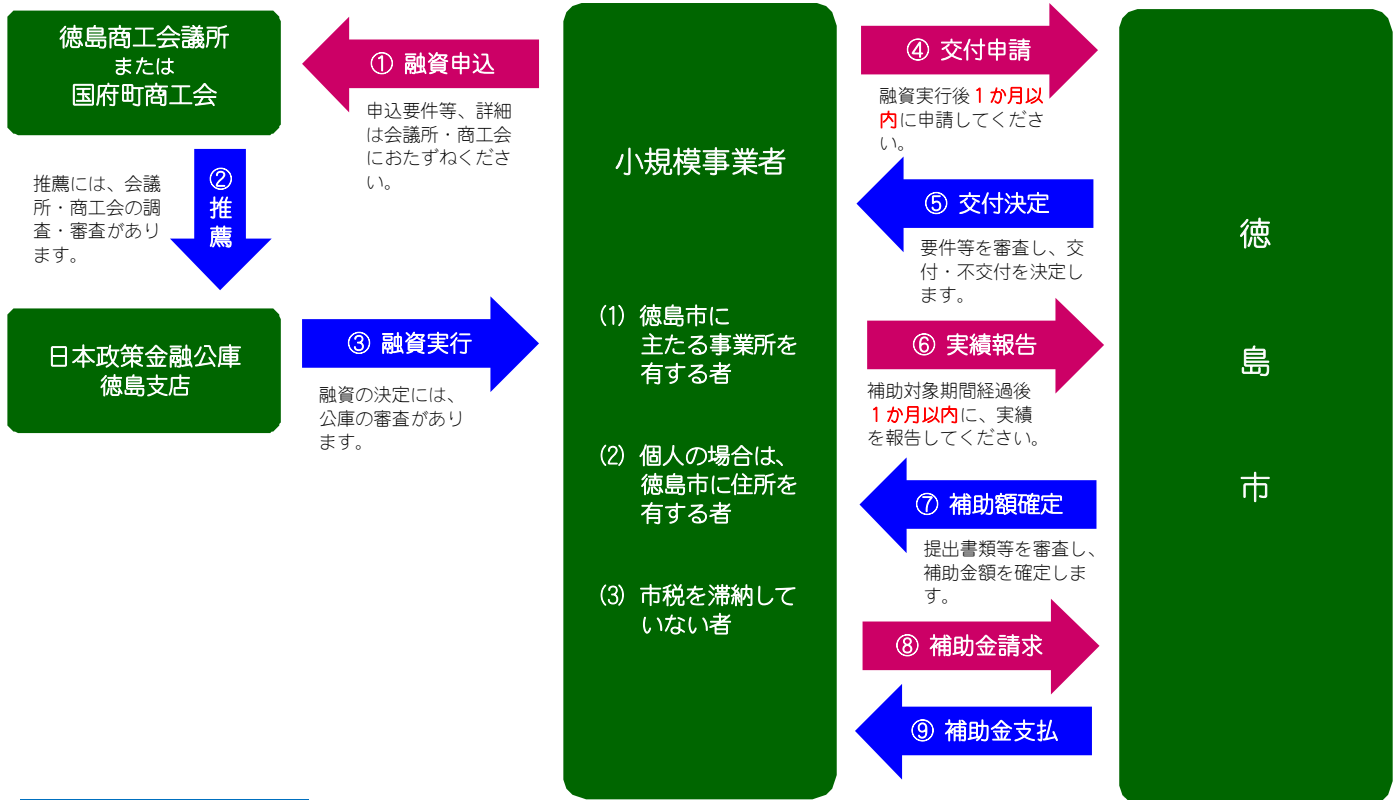 徳島商工会議所
または
国府町商工会
① 融資申込
申込要件等、詳細
は会議所・商工会
におたずねくださ
い。
②推薦
推薦には、会議
所・商工会の調
査・審査があり
ます。
日本政策金融公庫
徳島支店
③ 融資実行
融資の決定には、
公庫の審査があり
ます。
小規模事業者
(1) 徳島市に
主たる事業所を
有する者
(2) 個人の場合は、
徳島市に住所を
有する者
(3) 市税を滞納して
いない者
④ 交付申請
融資実行後１か月以
内に申請してくださ
い。
⑤ 交付決定
要件等を審査し、交
付・不交付を決定し
ます。
⑥ 実績報告
補助対象期間経過後
１か月以内に、実績
を報告してください。
⑦ 補助額確定
提出書類等を審査し、
補助金額を確定しま
す。
⑧ 補助金請求
⑨ 補助金支払
徳島市